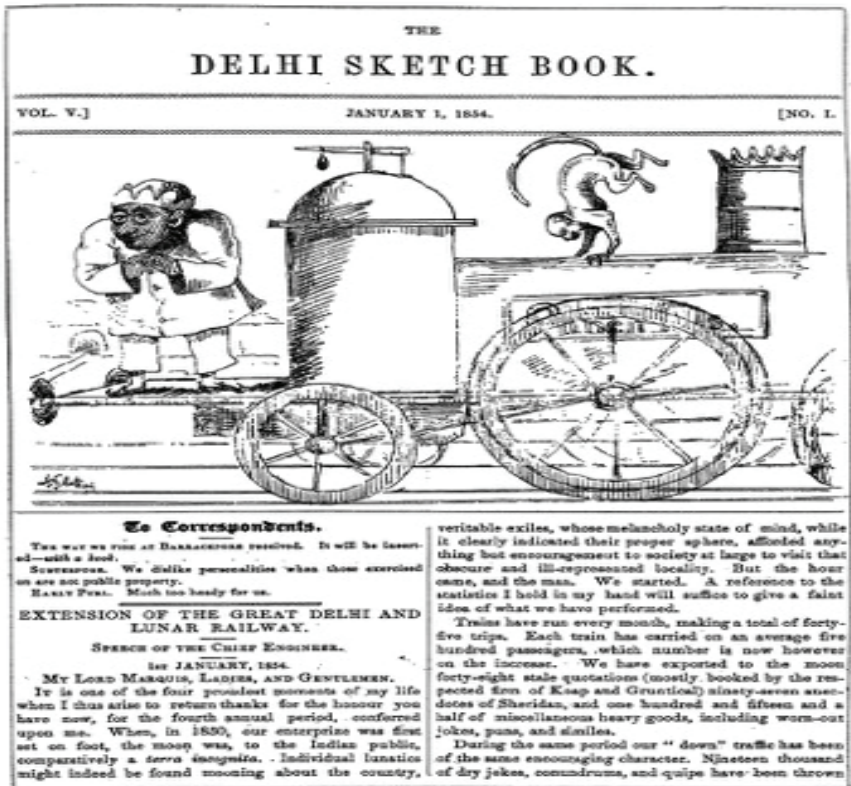 THE
DELHI SKETCH BOOK.
VOL. V.]
JANUARY 1, 1854.
[NO. I.
To Correspondents.
THE WAY WE FISH AT BARRACKPORE received. It will be insert-
ed—with a hook.
We dislike personalities when those exercised
on are not public property.
EARLY PURL. Much too heady for us.
EXTENSION OF THE GREAT DELHI AND
LUNAR RAILWAY.
SPEECH OF THE CHIEF ENGINEER.
1ST JANUARY, 1854.
MY LORD MARQUIS, LADIES, AND GENTLEMEN.
IT is one of the four proudest moments of my life
when I thus arise to return thanks for the honour you
have now, for the fourth annual period, conferred
upon me. When, in 1850, our enterprize was first
set on foot, the moon was, to the Indian public,
comparatively a terra incognita. Individual lunatics
might indeed be found mooning about the country,
veritable exiles, whose melancholy state of mind, while
it clearly indicated their proper sphere, afforded any-
thing but encouragement to society at large to visit that
obscure and ill-represented locality. But the hour
came, and the man. We started. A reference to the
statistics I hold in my hand will suffice to give a faint
idea of what we have performed.
Trains have run every month, making a total of forty-
five trips. Each train has carried on an average five
hundred passengers, which number is now however
on the increase. We have exported to the moon
forty-eight stale quotations (mostly booked by the res-
pected firm of Knap and Gruntical) ninety-seven anec-
dotes of Sheridan, and one hundred and fifteen and a
half of miscellaneous heavy goods, including worn-out
jokes, puns, and similes.
During the same period our "down" traffic has been
of the same encouraging character. Nineteen thousand
of dry jokes, conundrums, and quips have been thrown